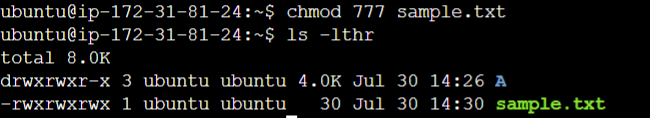 ubuntu@ip-172-31-81-24:~$ chmod 777 sample.txt
ubuntu@ip-172-31-81-24:~$ ls -lthr
total 8.0K
drwxrwxr-x 3 ubuntu ubuntu 4.0K Jul 30 14:26 A
-rwxrwxrwx 1 ubuntu ubuntu   30 Jul 30 14:30 sample.txt